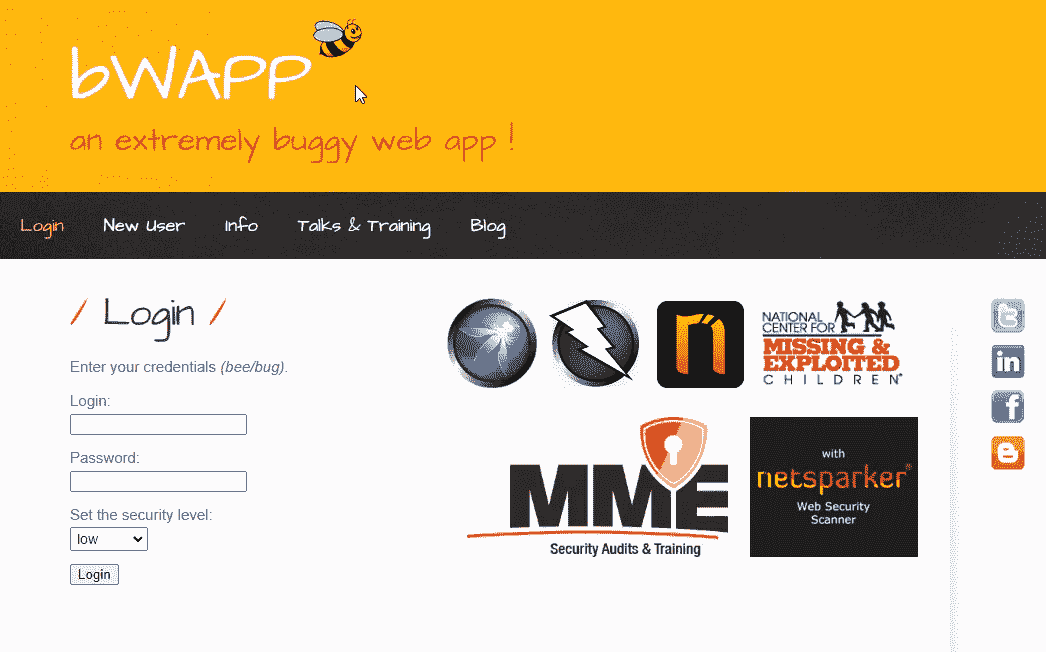 bWAPP
an extremely buggy web app !
Login New User Info Talks & Training Blog
/ Login /
Enter your credentials (bee/bug).
Login:
Password:
Set the security level:
low
Login
n
NATIONAL
CENTER FOR
MISSING &
EXPLOITED
CHILDREN®
MME
Security Audits & Training
with
netsparker®
Web Security
Scanner
t
in
f
B